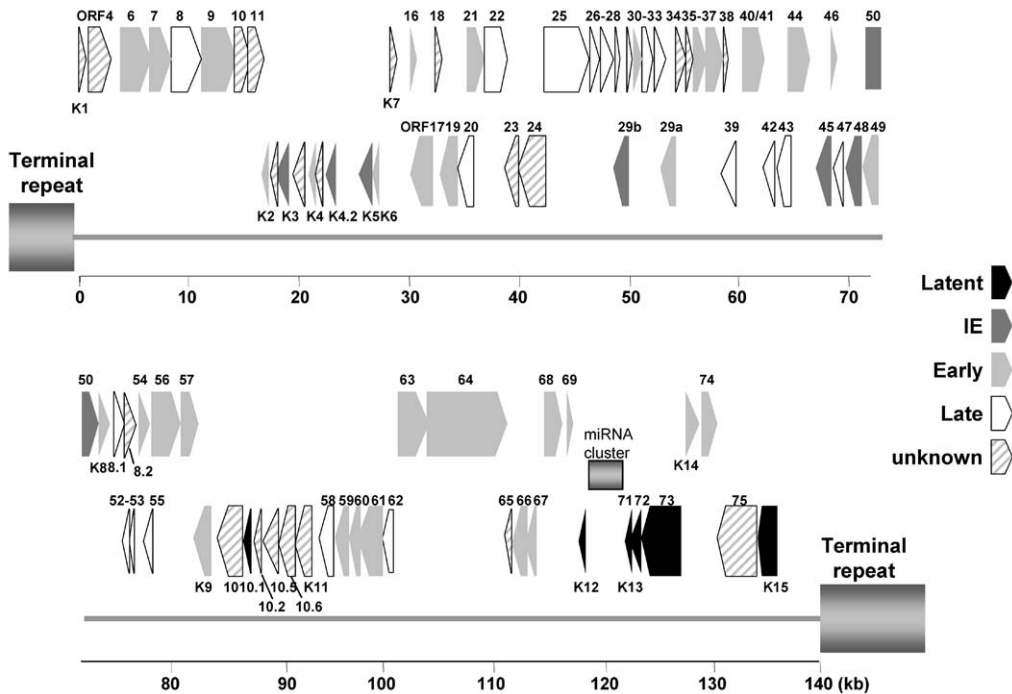 ORF4 6 7 8 9 10 11 16 18 21 22 25 26-28 30-33 34 35-37 38 40/41 44 46 50
K1 K7
ORF17 19 20 23 24 29b 29a 39 42 43 45 47 48 49
Terminal
repeat
K2 K3 K4 K4.2 K5 K6
0 10 20 30 40 50 60 70
Latent
IE
Early
Late
unknown
50 54 56 57 63 64 68 69 74
miRNA
cluster
K8 8.1 8.2 K14
52-53 55 58 59 60 61 62 65 66 67 71 72 73 75
Terminal
repeat
K9 10 10.1 10.5 K11 K12 K13 K15
10.2 10.6
80 90 100 110 120 130 140 (kb)